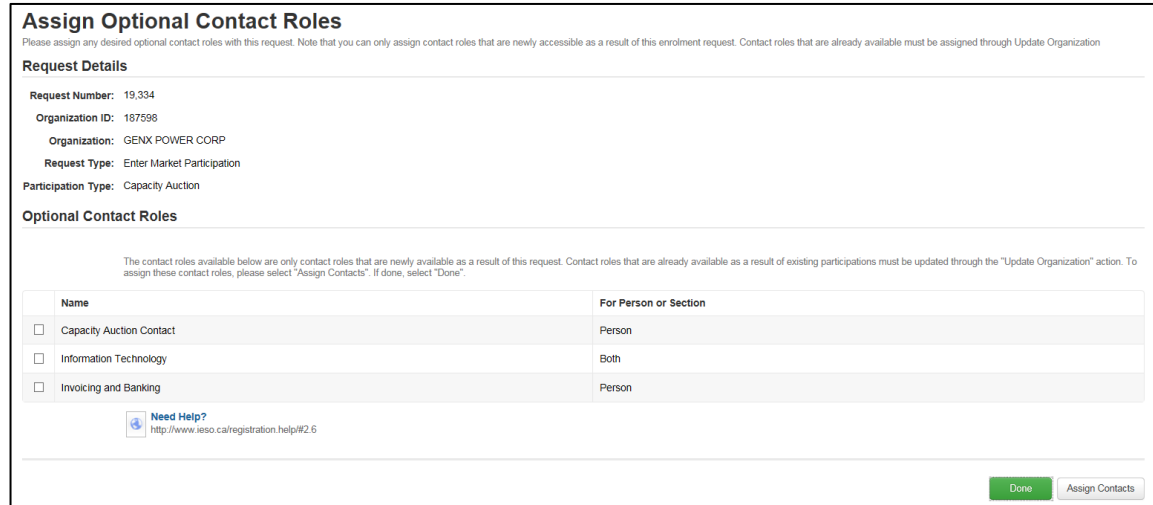 Assign Optional Contact Roles
Please assign any desired optional contact roles with this request. Note that you can only assign contact roles that are newly accessible as a result of this enrolment request. Contact roles that are already available must be assigned through Update Organization
Request Details
Request Number: 19,334
Organization ID: 187598
Organization: GENX POWER CORP
Request Type: Enter Market Participation
Participation Type: Capacity Auction
Optional Contact Roles
The contact roles available below are only contact roles that are newly available as a result of this request. Contact roles that are already available as a result of existing participations must be updated through the "Update Organization" action. To
assign these contact roles, please select "Assign Contacts". If done, select "Done".
Name For Person or Section
Capacity Auction Contact Person
Information Technology Both
Invoicing and Banking Person
Need Help?
http://www.ieso.ca/registration.help/#2.6
Done Assign Contacts